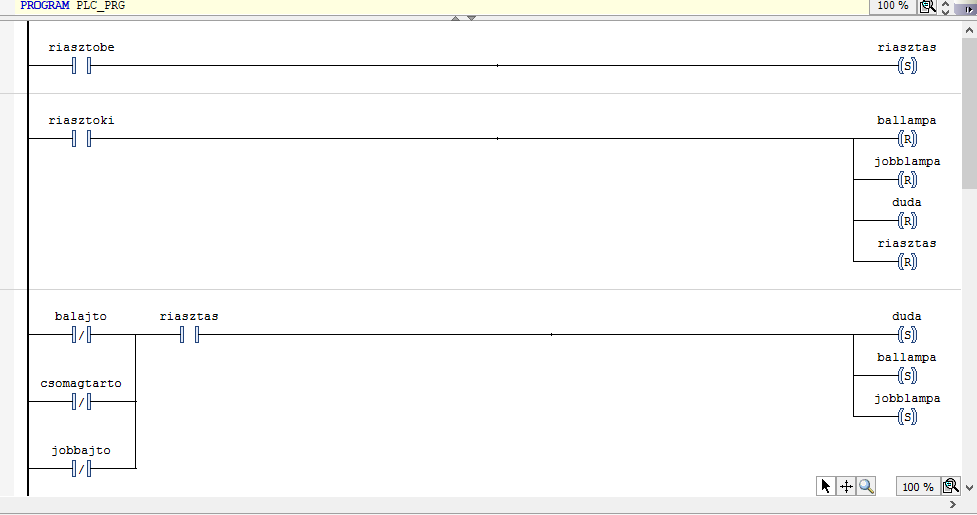 PROGRAM PLC_PRG
100 %
riasztobe
riasztas
S
riasztoki
ballampa
R
jobblampa
R
duda
R
riasztas
R
balajto
riasztas
duda
S
ballampa
S
csomagtarto
jobblampa
S
jobbajto
100 %